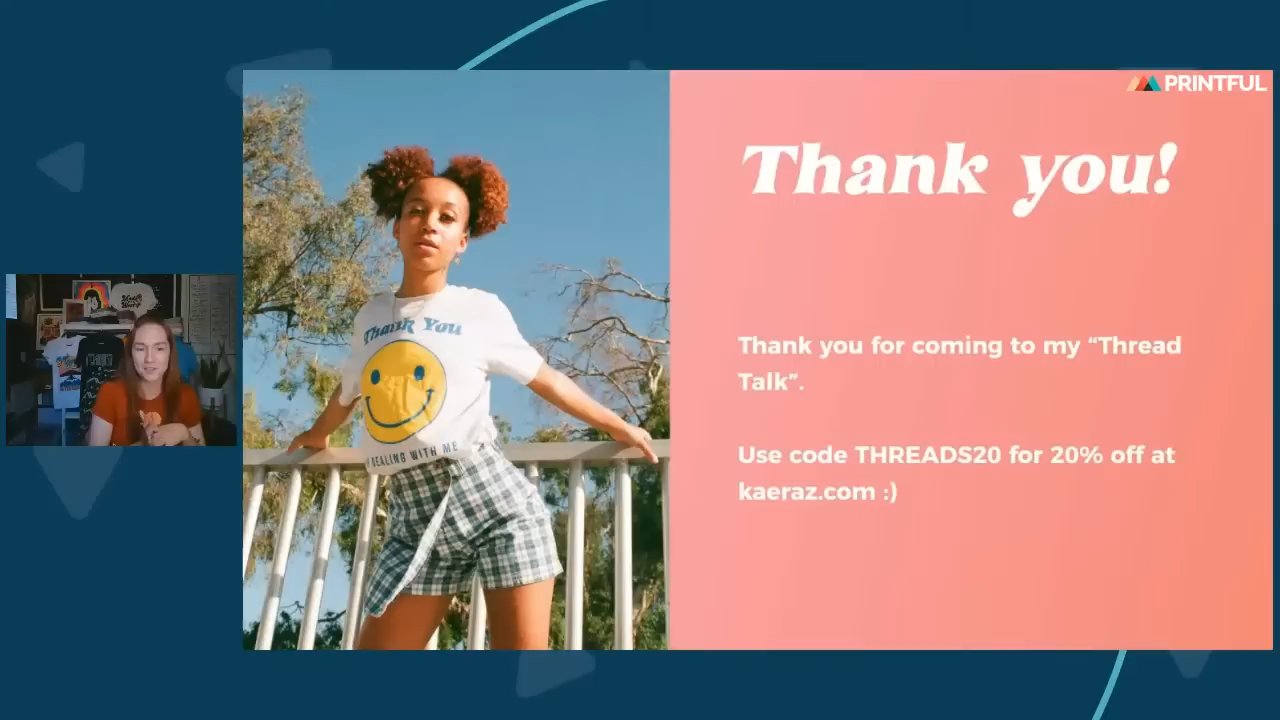 PRINTFUL
Thank you!
Thank you for coming to my “Thread
Talk”.
Use code THREADS20 for 20% off at
kaeraz.com :)
Thank You
DEALING WITH ME